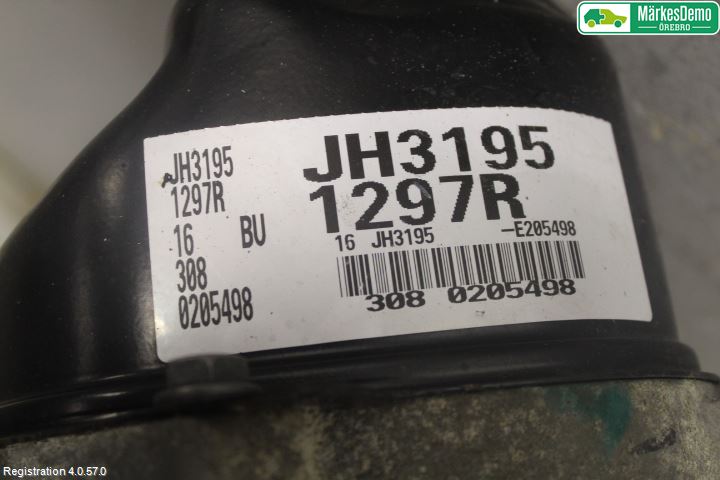 MärkesDemo
ÖREBRO
JH3195
1297R
16 BU
308
0205498
JH3195
1297R
16 JH3195 —E205498
308 0205498
Registration 4.0.57.0